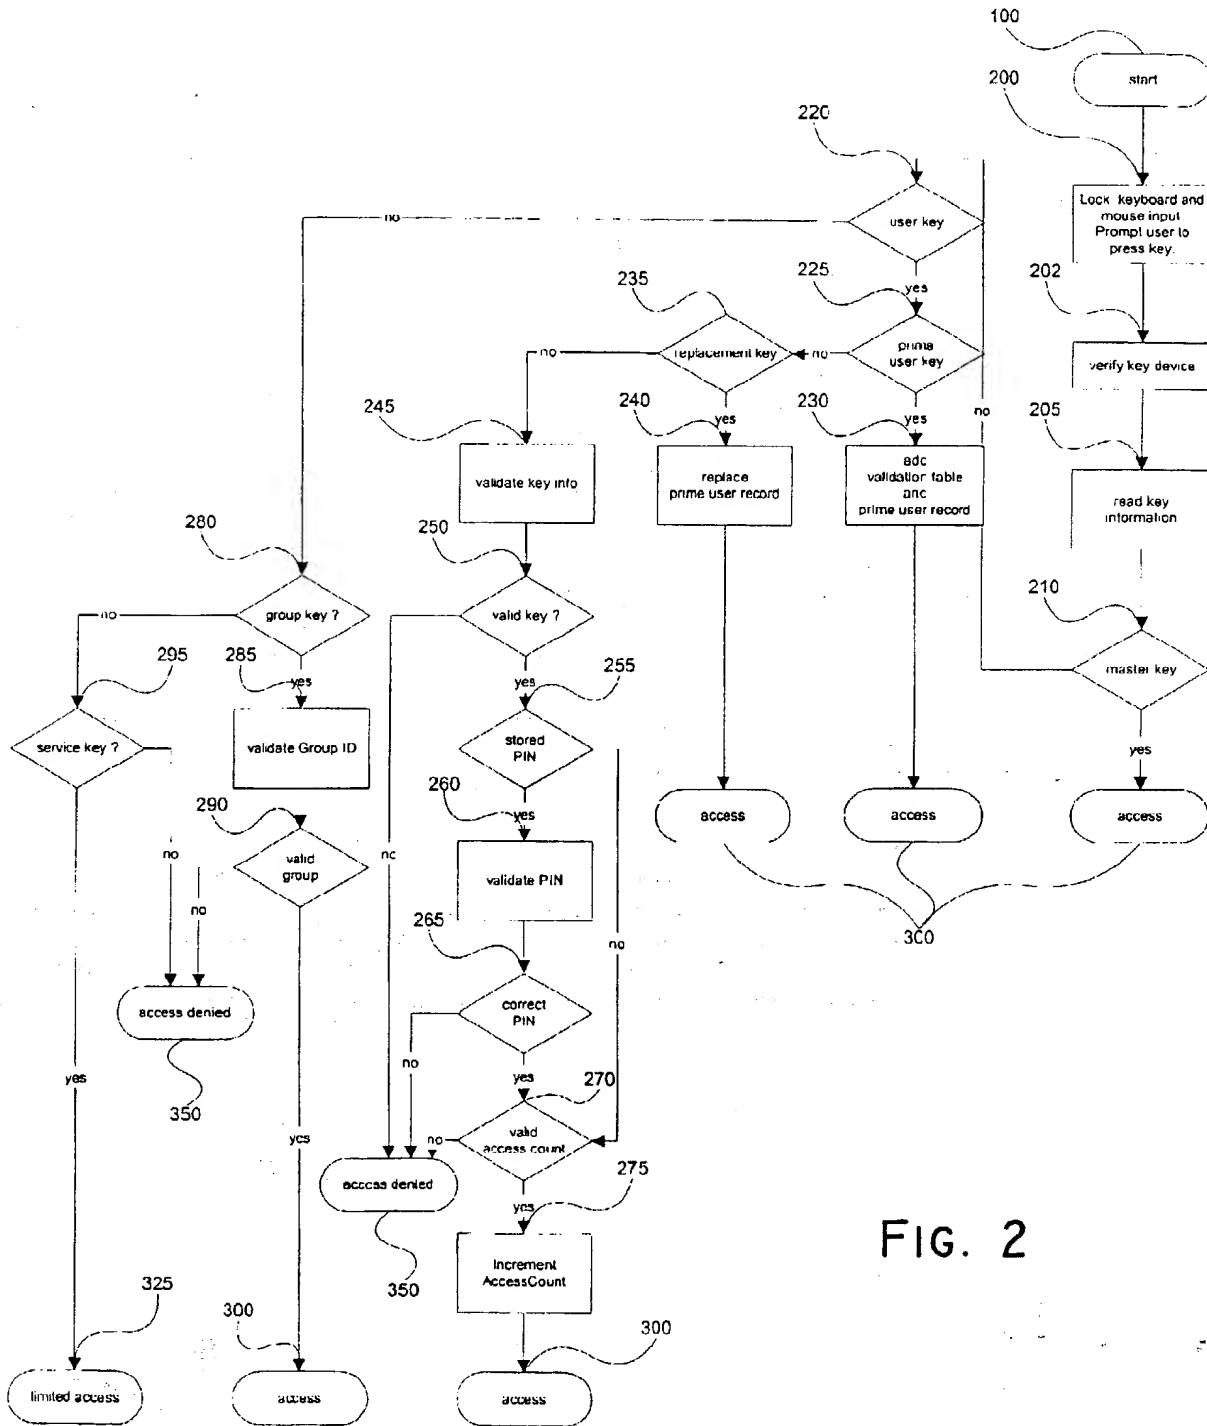 100
start
200
220
Lock keyboard and
mouse input
Prompt user to
press key.
no
user key
202
235
225
yes
prime
user key
no
replacement key
no
verify key device
245
240
yes
230
yes
no
205
validate key info
replace
prime user record
add
validation table
and
prime user record
read key
information
280
250
210
no
group key ?
valid key ?
master key
295
285
yes
yes
255
service key ?
validate Group ID
stored
PIN
yes
290
260
yes
access
access
access
no
valid
group
no
validate PIN
no
265
300
no
access denied
correct
PIN
yes
350
no
yes
270
yes
no
valid
access count
access denied
275
yes
350
Increment
AccessCount
FIG. 2
325
300
300
limited access
access
access